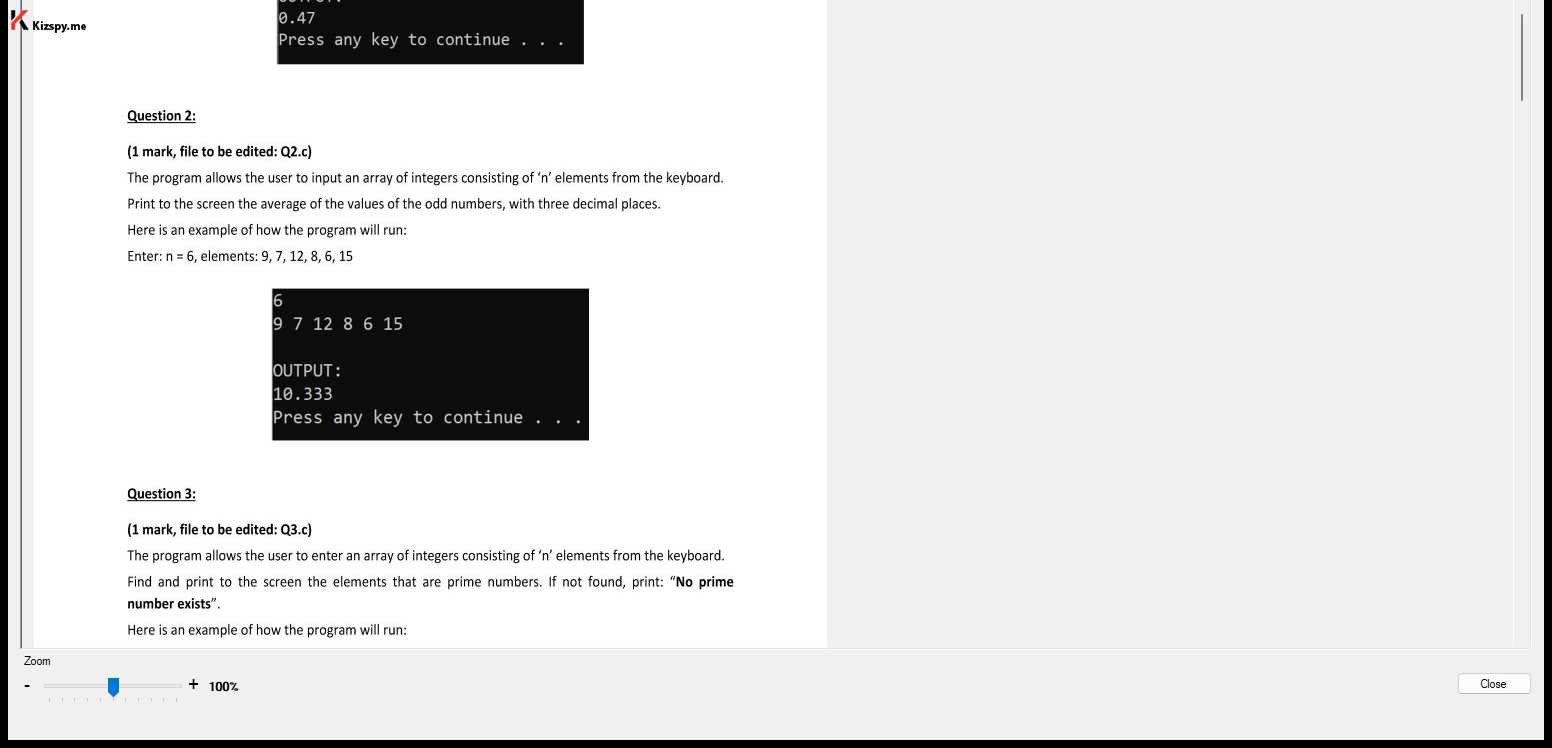 Kizspy.me
0.47
Press any key to continue . . .
Question 2:
(1 mark, file to be edited: Q2.c)
The program allows the user to input an array of integers consisting of ‘n’ elements from the keyboard.
Print to the screen the average of the values of the odd numbers, with three decimal places.
Here is an example of how the program will run:
Enter: n = 6, elements: 9, 7, 12, 8, 6, 15
6
9 7 12 8 6 15
OUTPUT:
10.333
Press any key to continue . . .
Question 3:
(1 mark, file to be edited: Q3.c)
The program allows the user to enter an array of integers consisting of ‘n’ elements from the keyboard.
Find and print to the screen the elements that are prime numbers. If not found, print: “No prime
number exists”.
Here is an example of how the program will run:
Zoom
- + 100%
Close